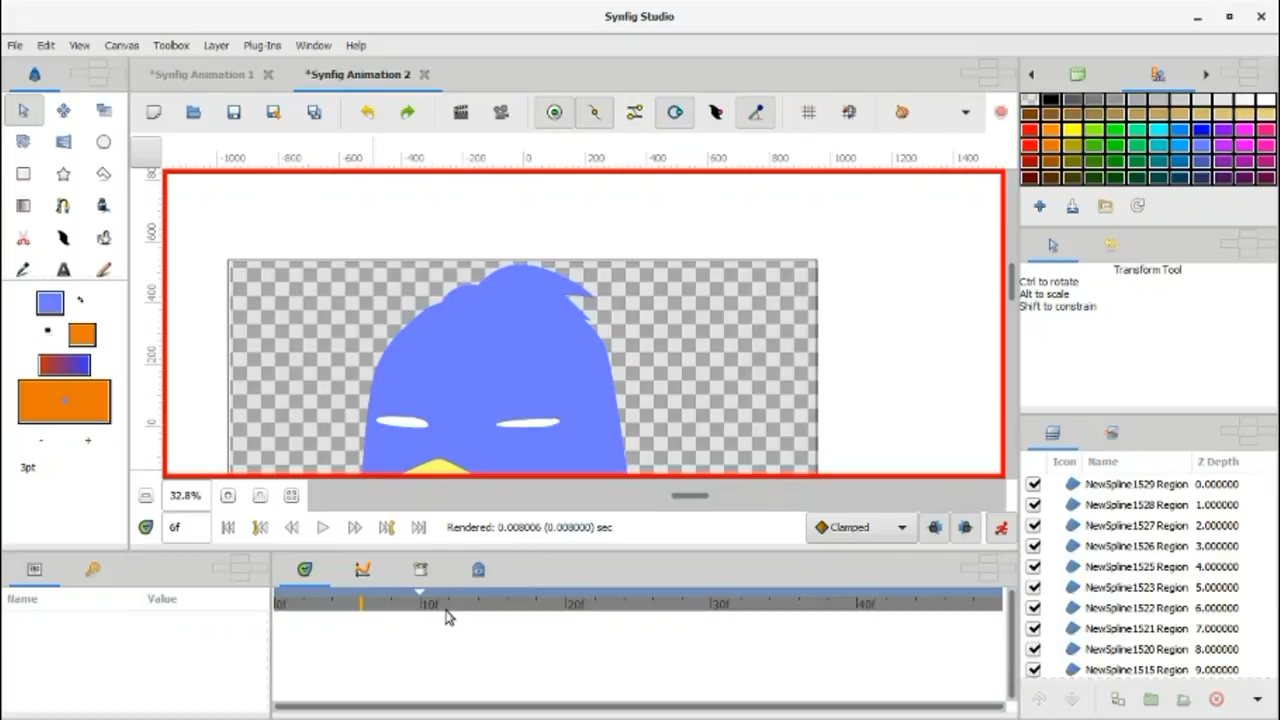 Synfig Studio
File Edit View Canvas Toolbox Layer Plug-Ins Window Help
*Synfig Animation 1 *Synfig Animation 2
-1000 -800 -600 -400 -200 0 200 400 600 800 1000 1200 1400
600
400
200
0
Transform Tool
Ctrl to rotate
Alt to scale
Shift to constrain
- +
3pt
Icon Name Z Depth
NewSpline1529 Region 0.000000
NewSpline1528 Region 1.000000
NewSpline1527 Region 2.000000
NewSpline1526 Region 3.000000
NewSpline1525 Region 4.000000
NewSpline1523 Region 5.000000
NewSpline1522 Region 6.000000
NewSpline1521 Region 7.000000
NewSpline1520 Region 8.000000
NewSpline1515 Region 9.000000
32.8%
6f Rendered: 0.008006 (0.008000) sec Clamped
Name Value
0f 10f 20f 30f 40f